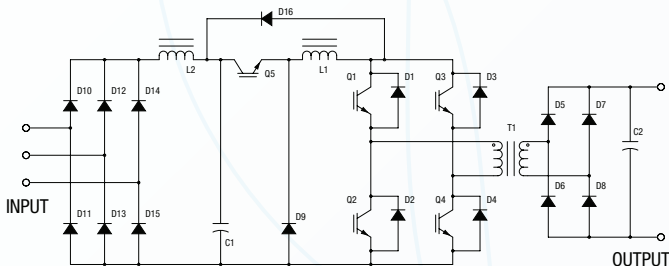 D16
L2
Q5
L1
Q1
D1
Q3
D3
D10
D12
D14
D5
D7
T1
C2
INPUT
D11
D13
D15
C1
D9
Q2
D2
Q4
D4
D6
D8
OUTPUT